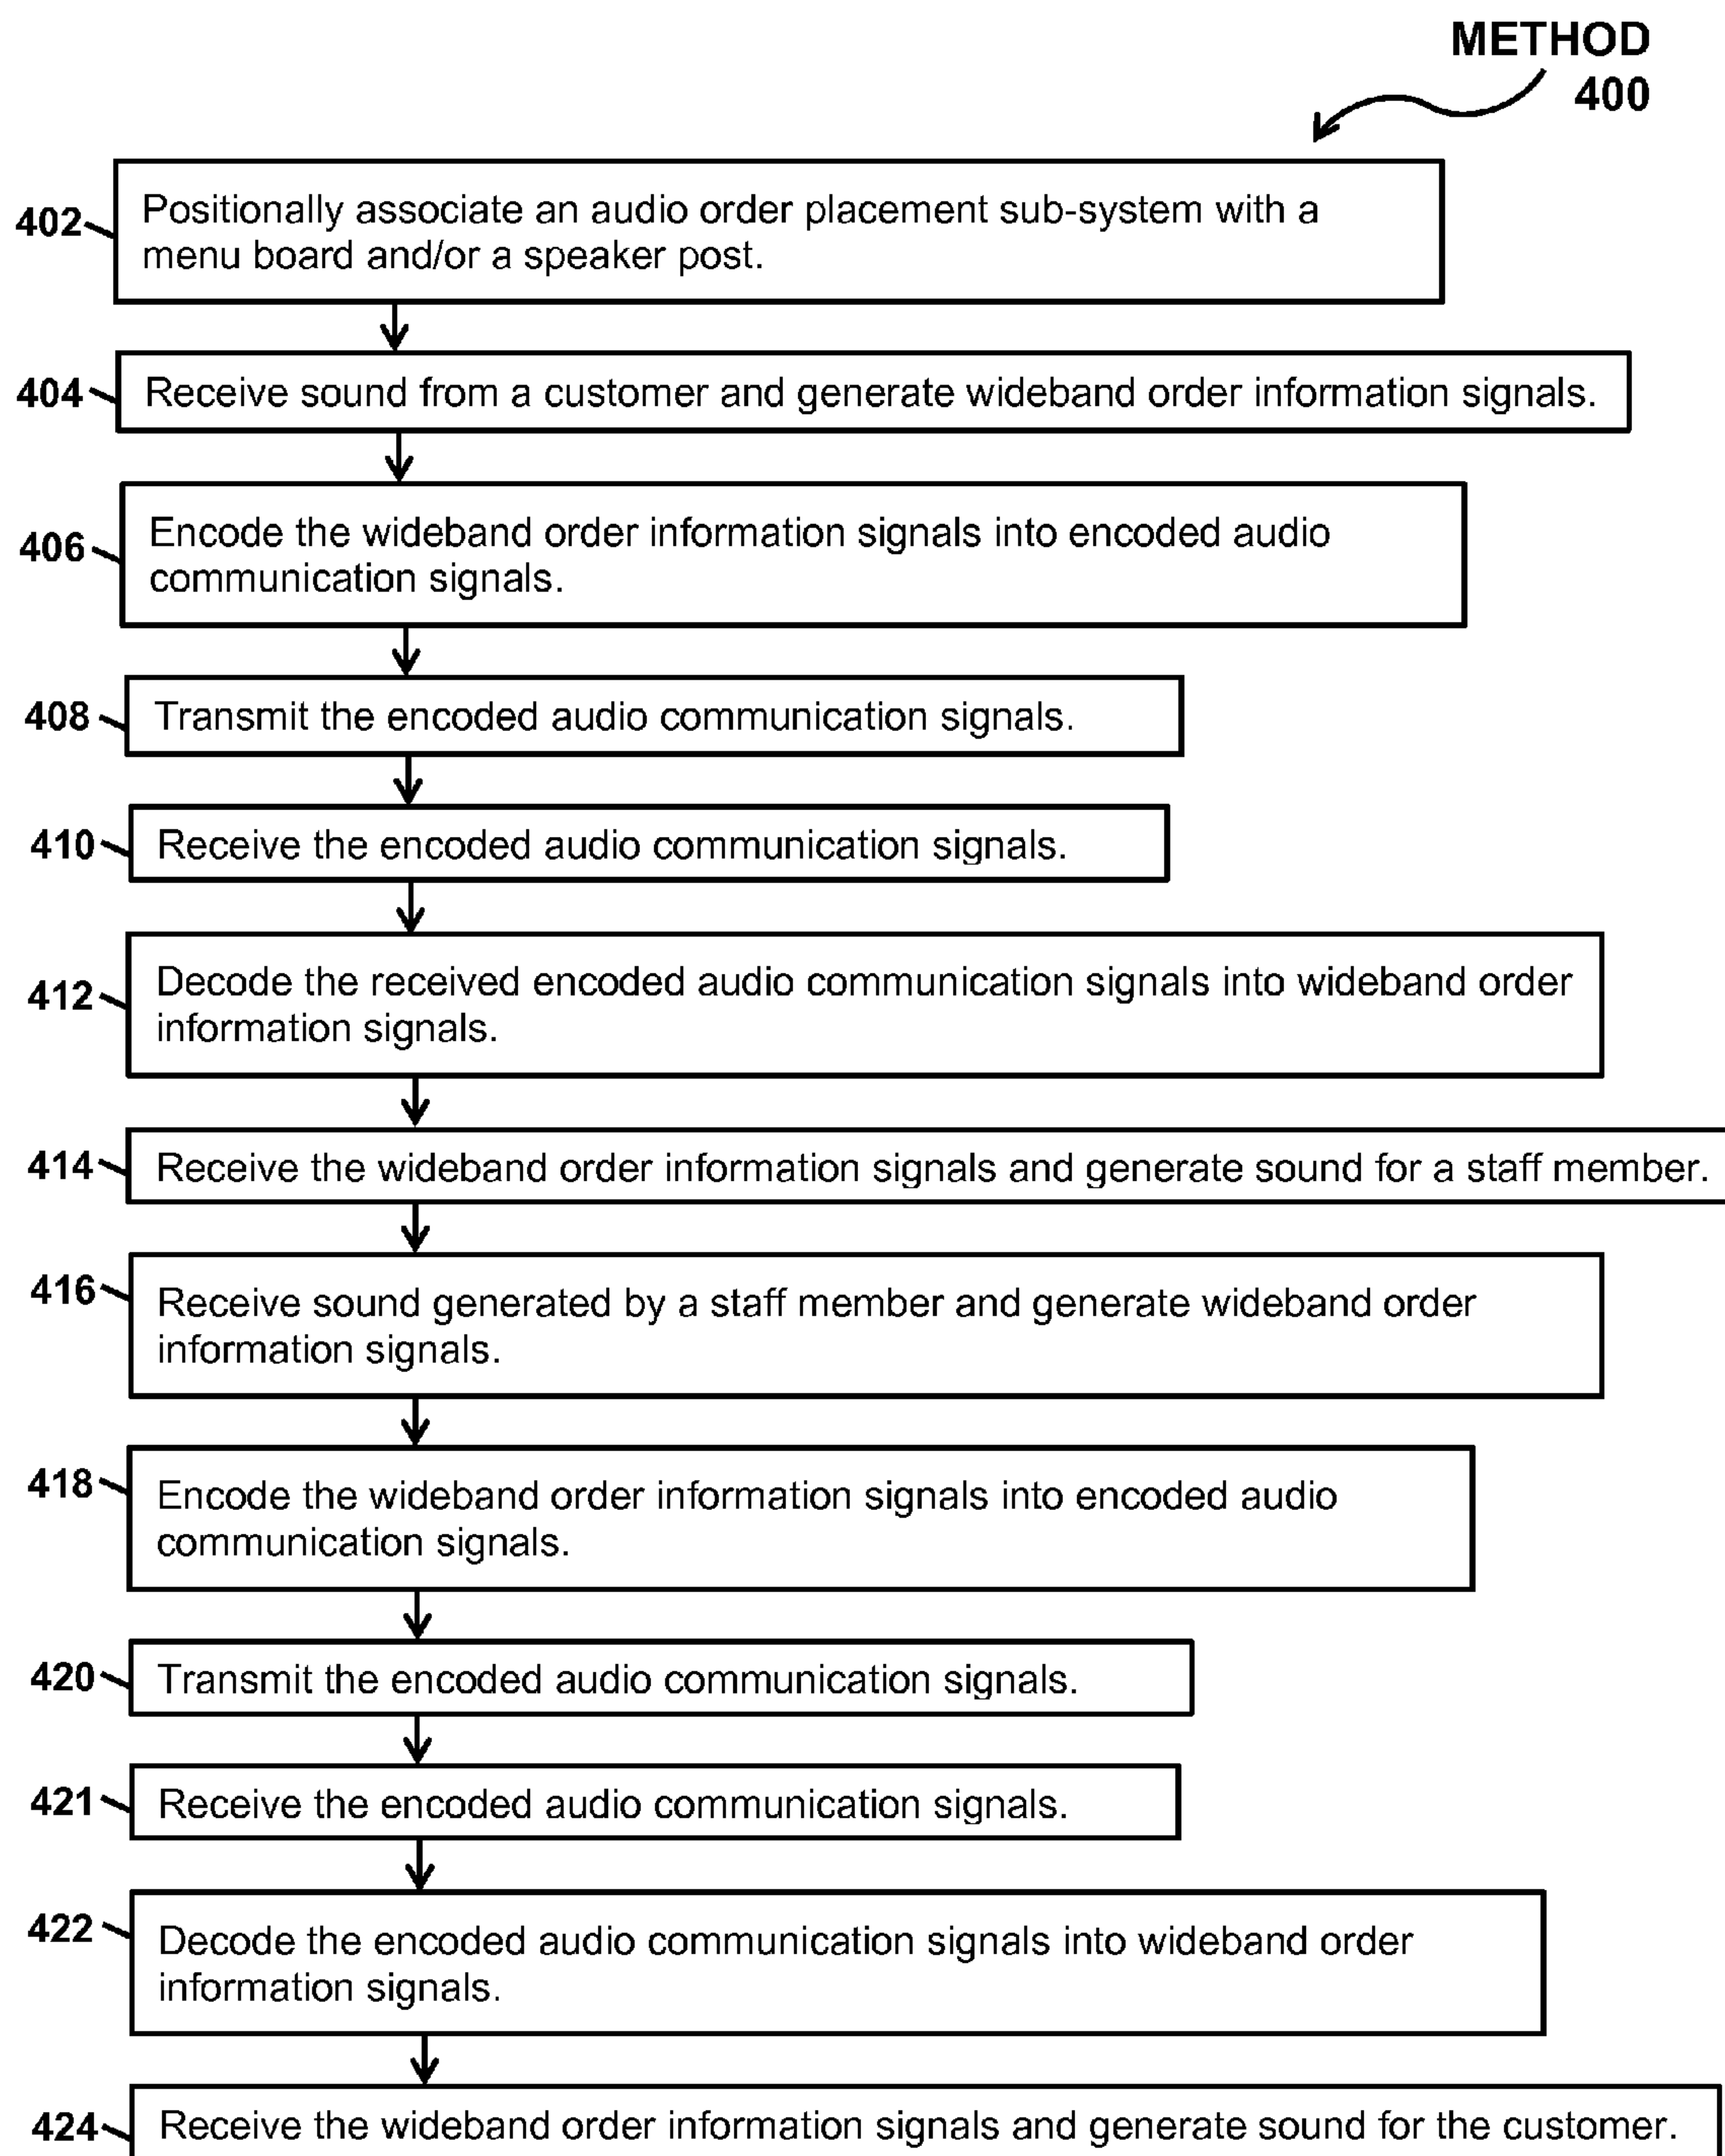 METHOD
400
402
Positionally associate an audio order placement sub-system with a
menu board and/or a speaker post.
404
Receive sound from a customer and generate wideband order information signals.
406
Encode the wideband order information signals into encoded audio
communication signals.
408
Transmit the encoded audio communication signals.
410
Receive the encoded audio communication signals.
412
Decode the received encoded audio communication signals into wideband order
information signals.
414
Receive the wideband order information signals and generate sound for a staff member.
416
Receive sound generated by a staff member and generate wideband order
information signals.
418
Encode the wideband order information signals into encoded audio
communication signals.
420
Transmit the encoded audio communication signals.
421
Receive the encoded audio communication signals.
422
Decode the encoded audio communication signals into wideband order
information signals.
424
Receive the wideband order information signals and generate sound for the customer.